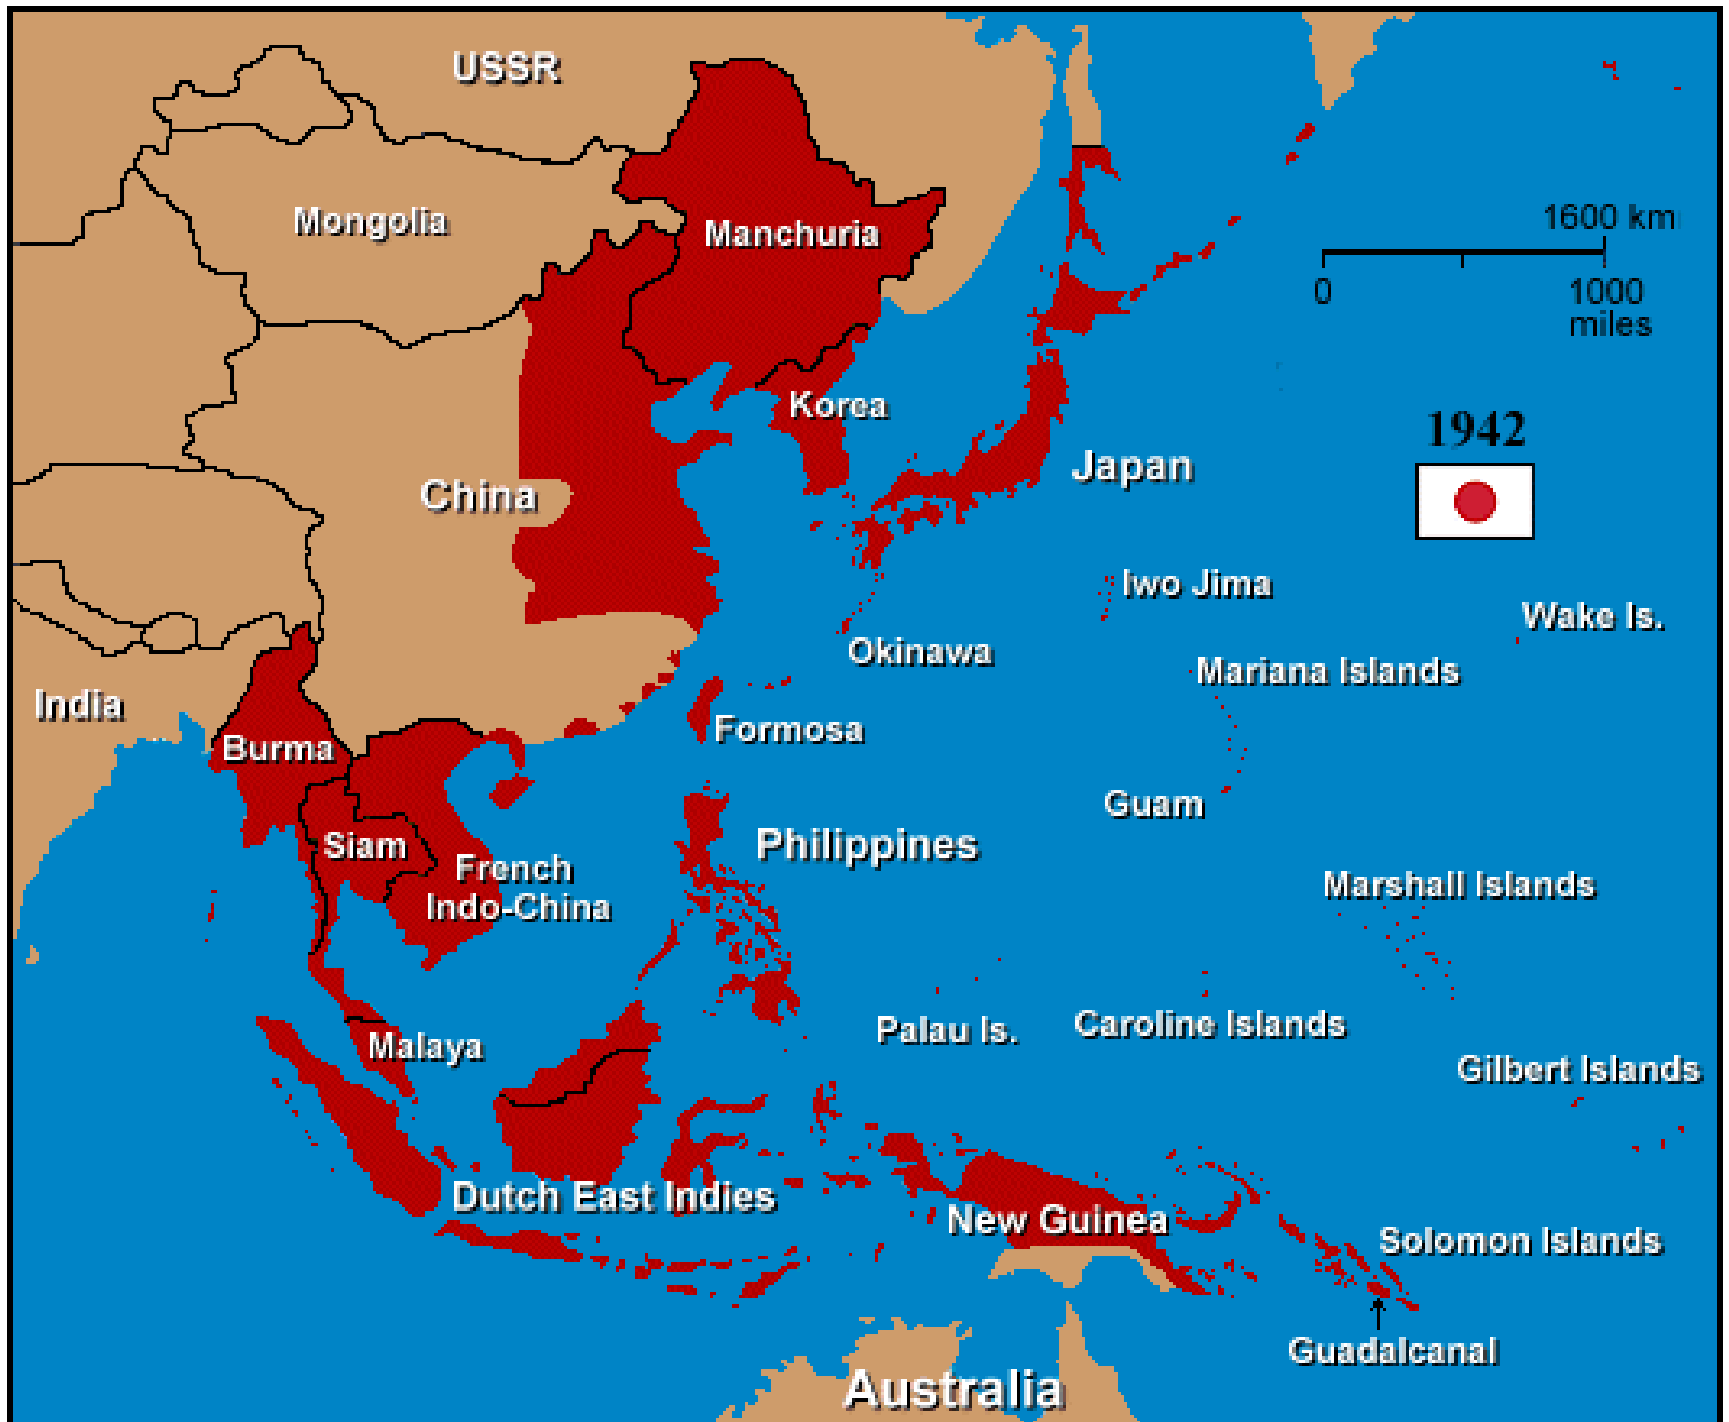 USSR
1600 km
Mongolia
Manchuria
0
1000
miles
Korea
1942
Japan
China
Iwo Jima
Wake Is.
Okinawa
Mariana Islands
India
Formosa
Burma
Guam
Siam
Philippines
French
Indo-China
Marshall Islands
Palau Is.
Caroline Islands
Malaya
Gilbert Islands
Dutch East Indies
New Guinea
Solomon Islands
Guadalcanal
Australia